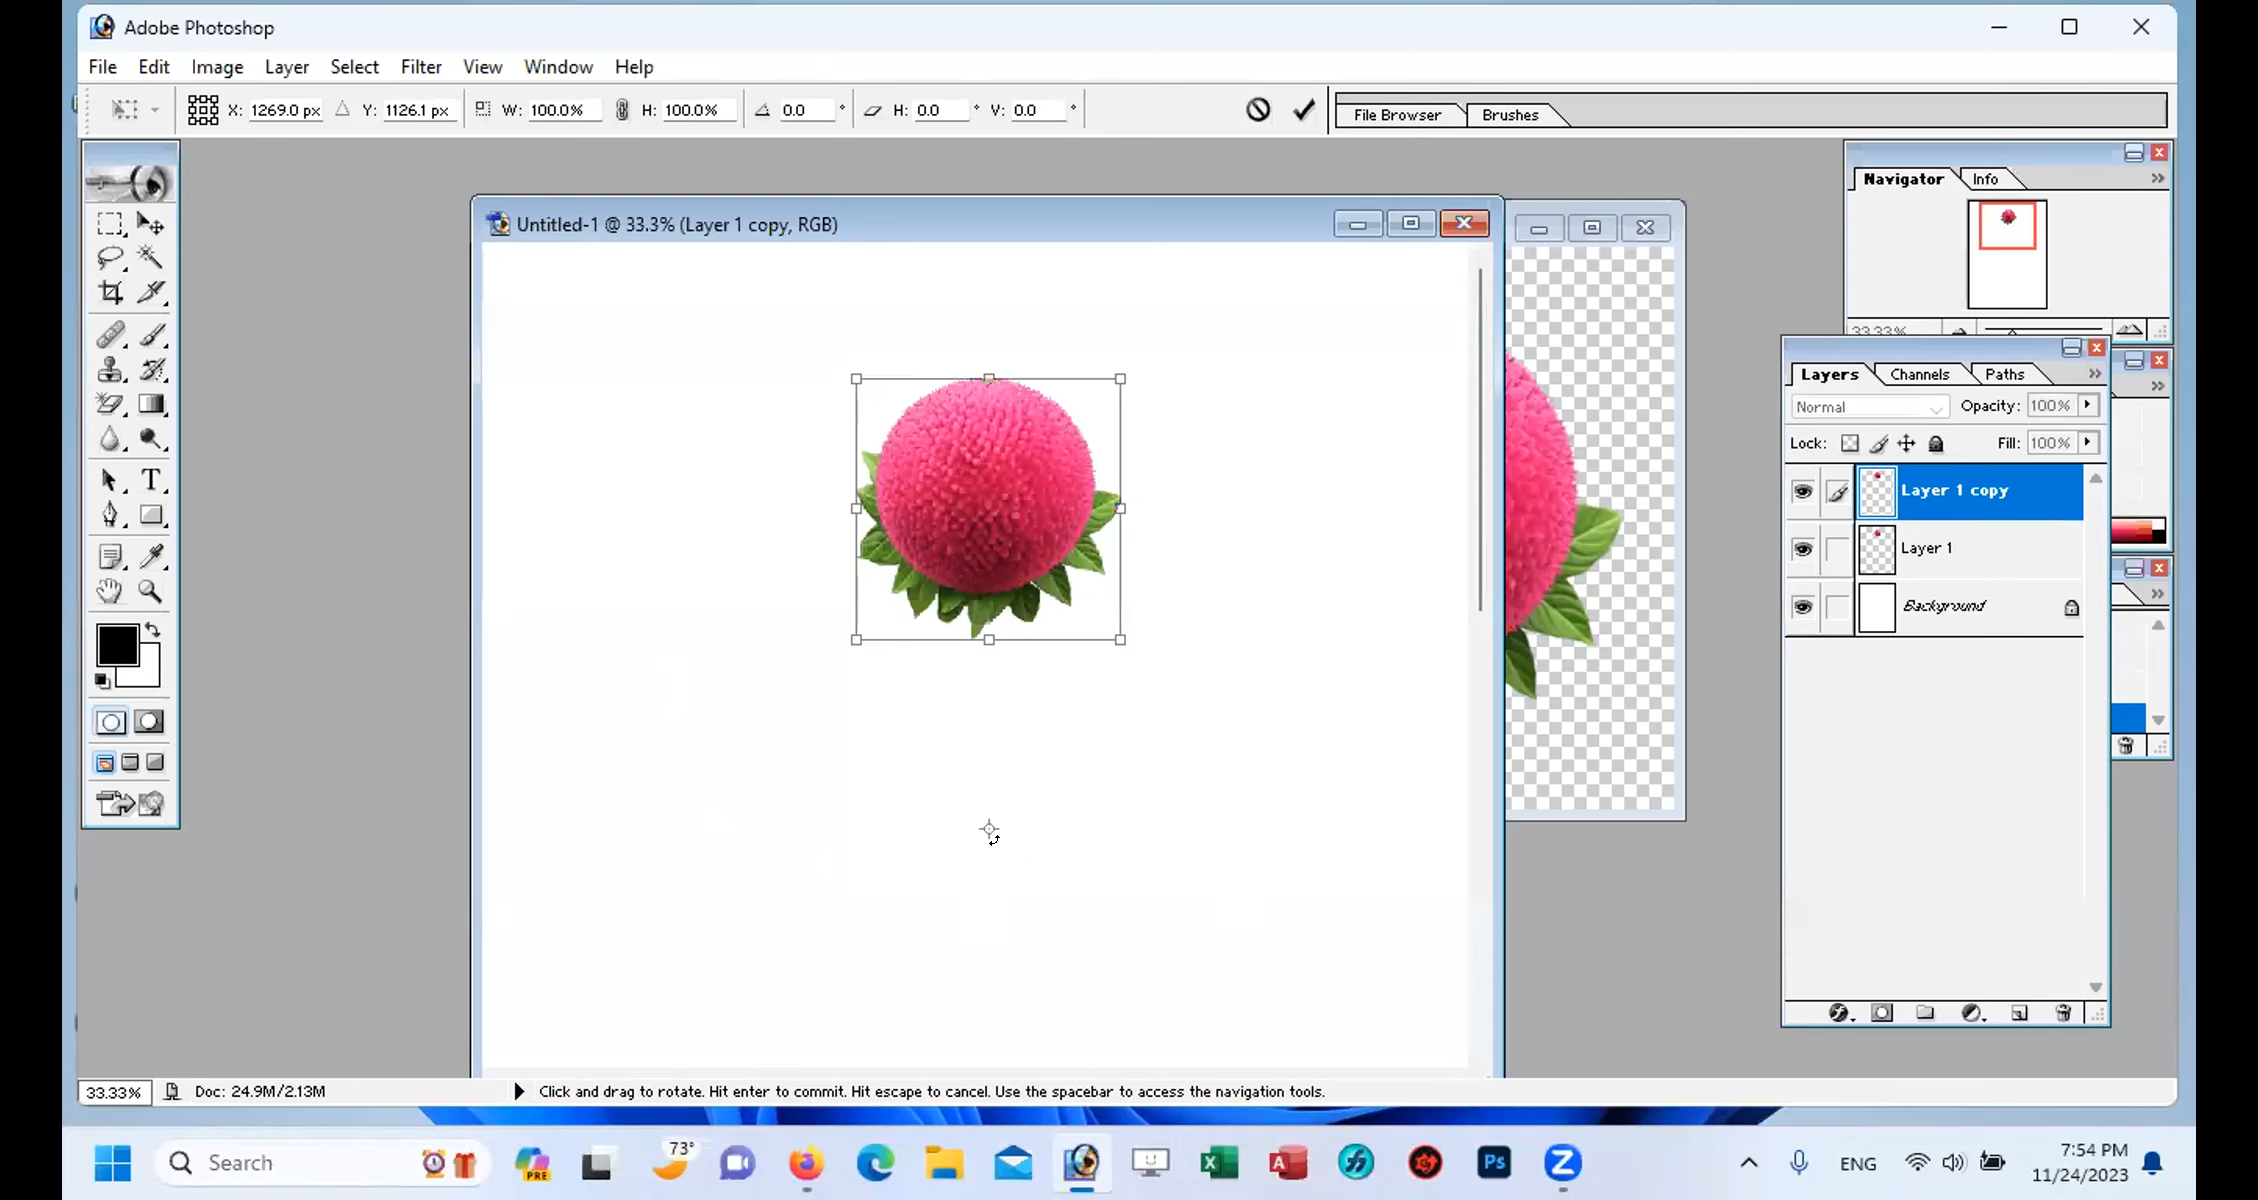 Adobe Photoshop
File Edit Image Layer Select Filter View Window Help
X: 1269.0 px Y: 1126.1 px W: 100.0% H: 100.0% 0.0 ° H: 0.0 ° V: 0.0 °
File Browser Brushes
Navigator Info
Untitled-1 @ 33.3% (Layer 1 copy, RGB)
33.33%
Layers Channels Paths
Normal Opacity: 100%
Lock: Fill: 100%
Layer 1 copy
Layer 1
Background
T
33.33% Doc: 24.9M/2.13M Click and drag to rotate. Hit enter to commit. Hit escape to cancel. Use the spacebar to access the navigation tools.
Search
PRE
73°
X
A
Ps
Z
ENG
7:54 PM
11/24/2023